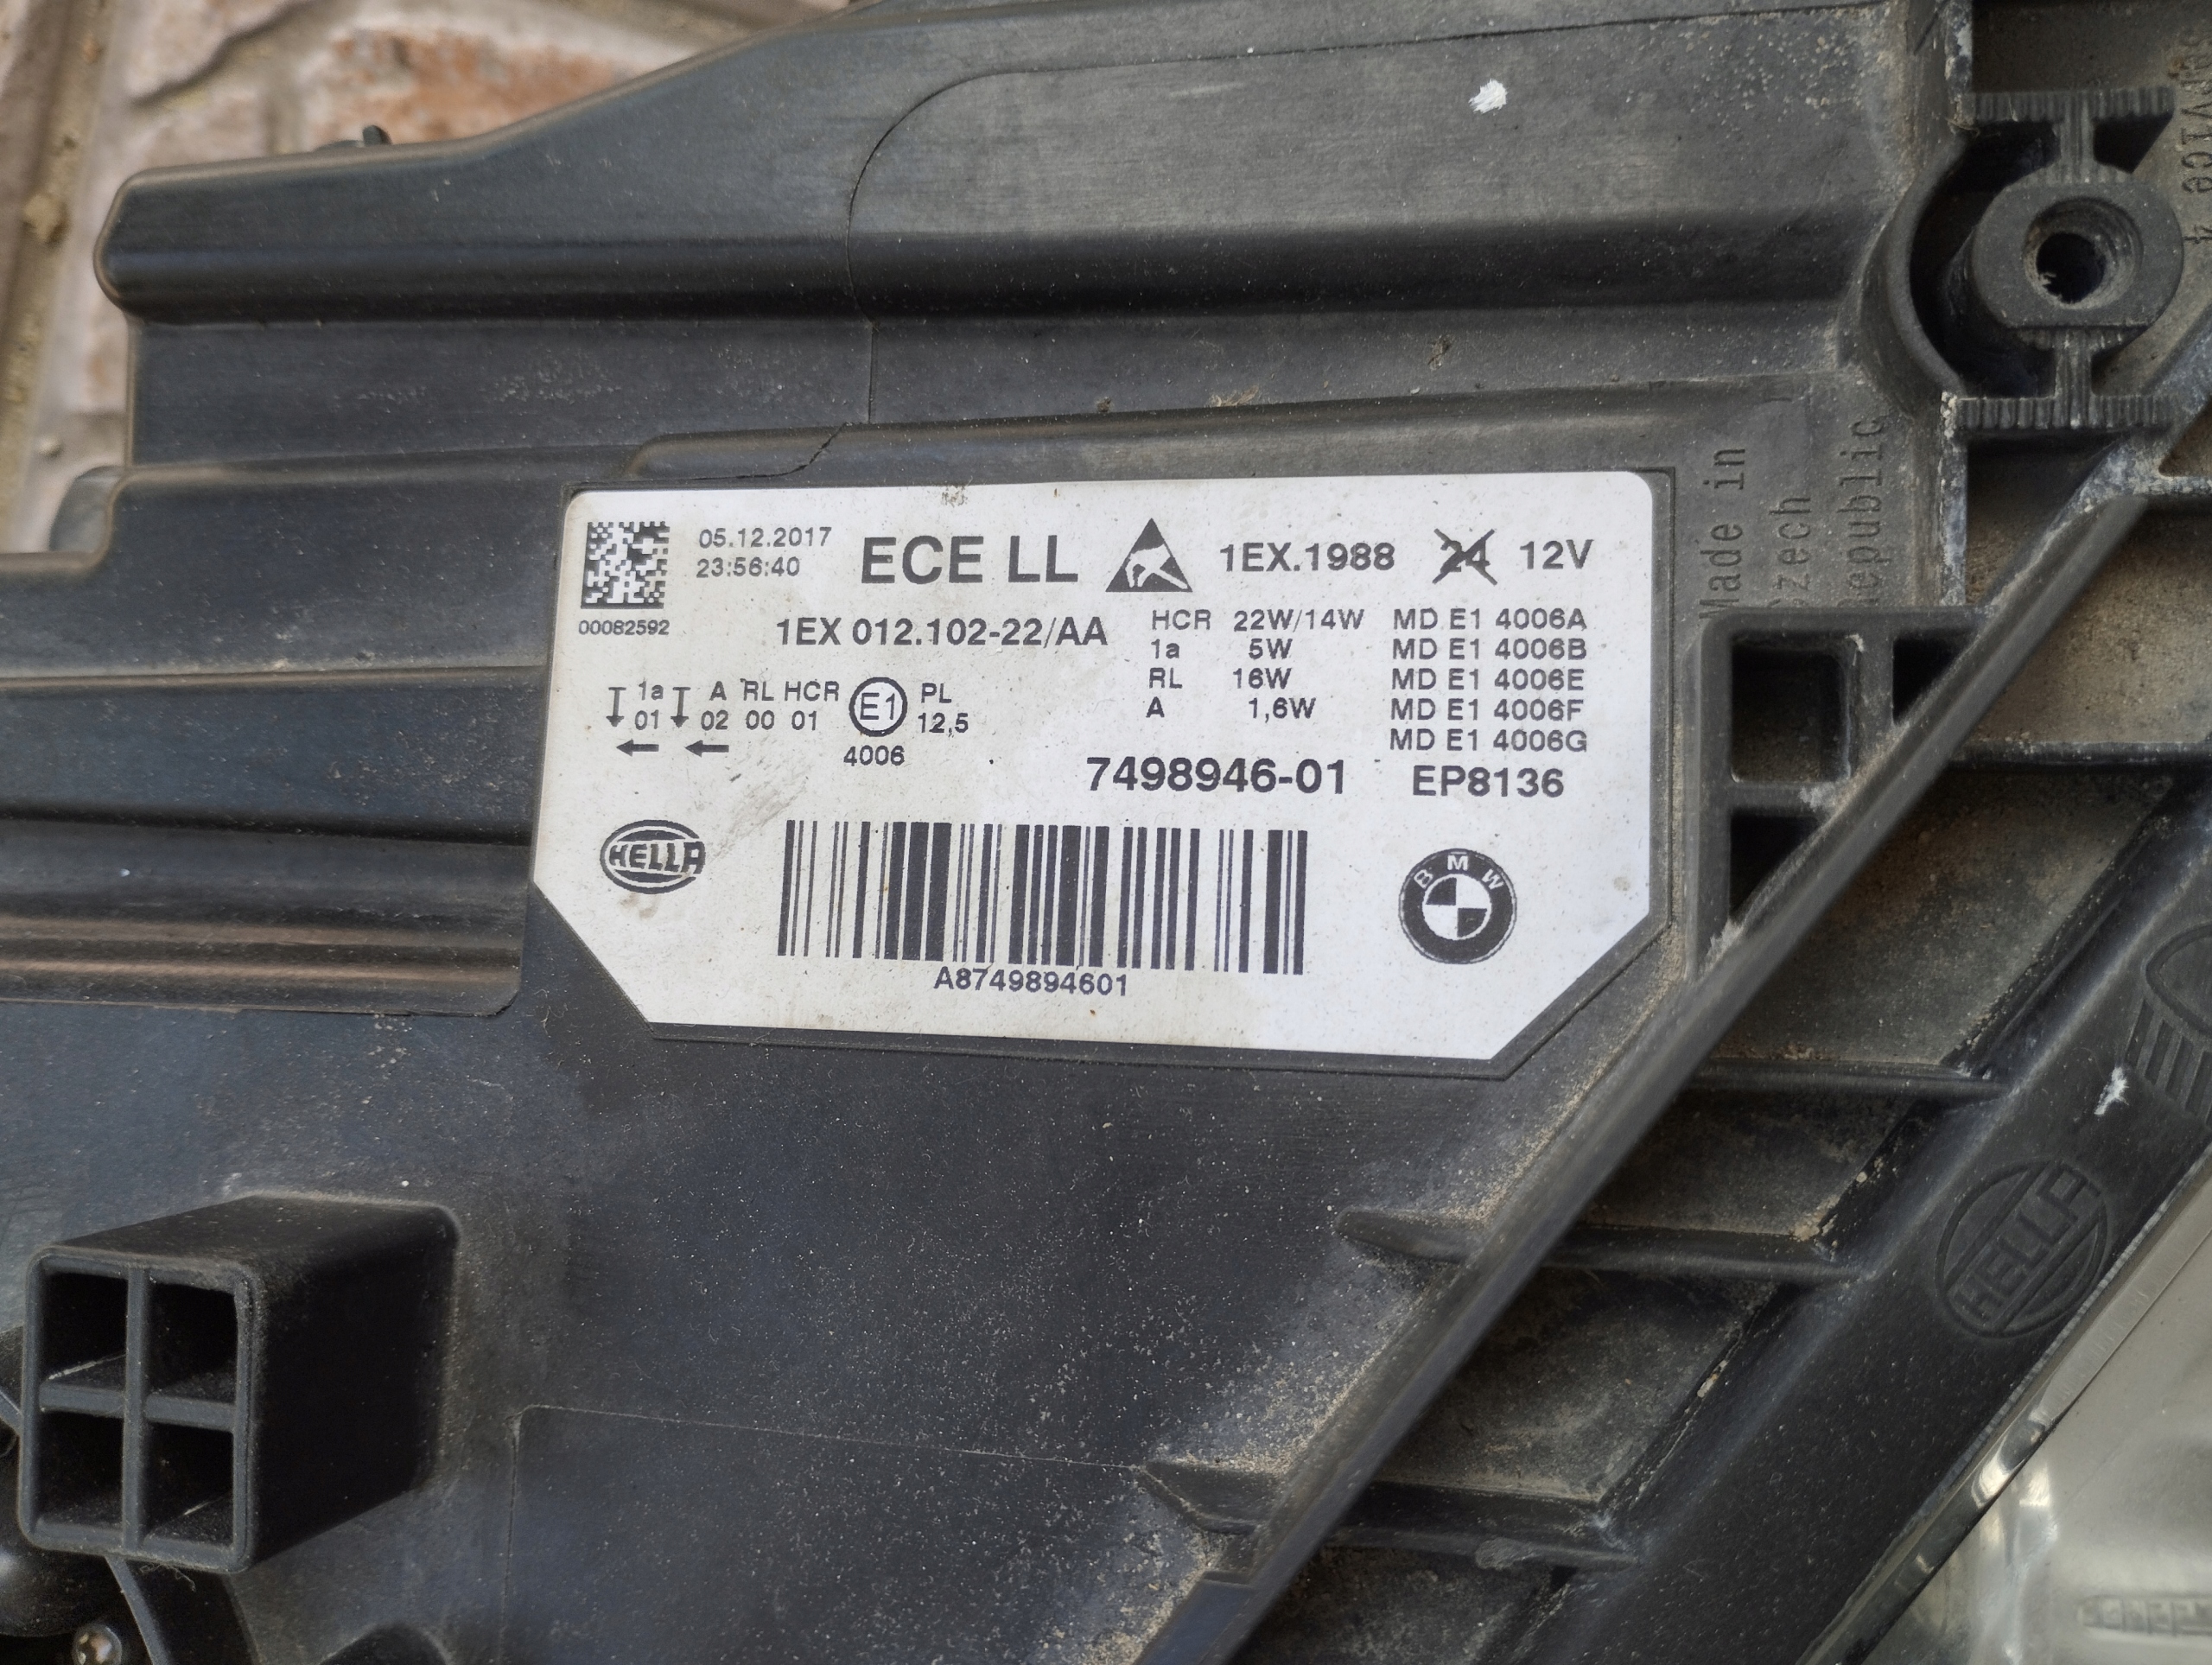 05.12.2017
23:56:40
ECE LL
1EX.1988
24 12V
00082592
1EX 012.102-22/AA
HCR 22W/14W MD E1 4006A
1a 5W MD E1 4006B
RL 16W MD E1 4006E
A 1,6W MD E1 4006F
MD E1 4006G
1a A RL HCR E1 PL
01 02 00 01 12,5
4006
7498946-01 EP8136
HELLA
BMW
A8749894601
Made in
Czech
Republic
HELLA